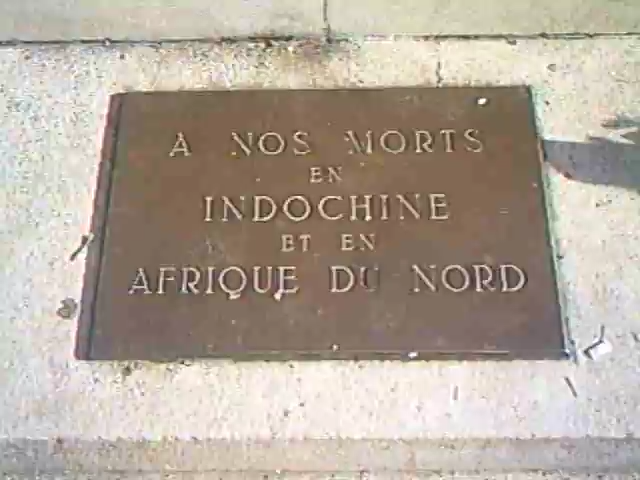 A NOS MORTS
EN
INDOCHINE
ET EN
AFRIQUE DU NORD